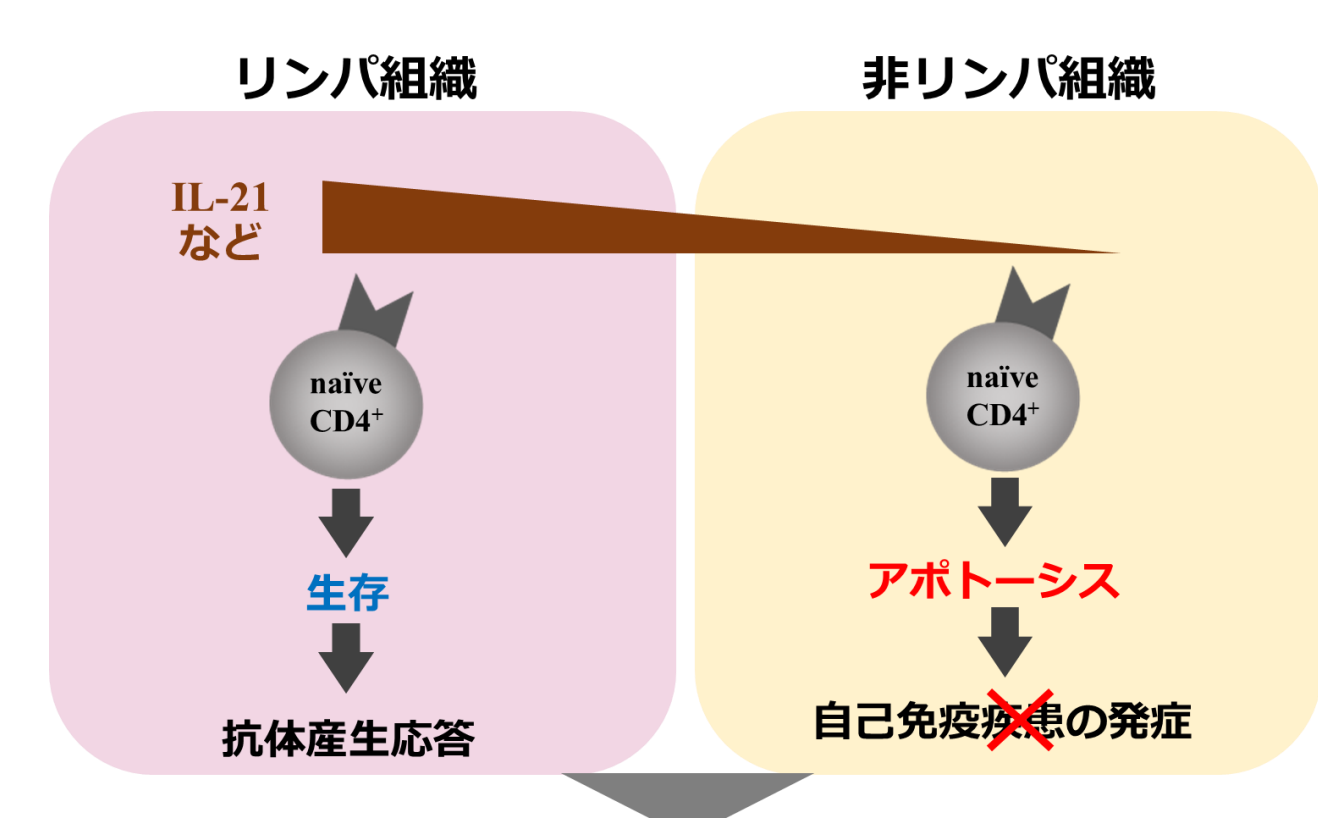 リンパ組織
非リンパ組織
IL-21
など
naïve
CD4⁺
naïve
CD4⁺
生存
アポトーシス
抗体産生応答
自己免疫疾患の発症